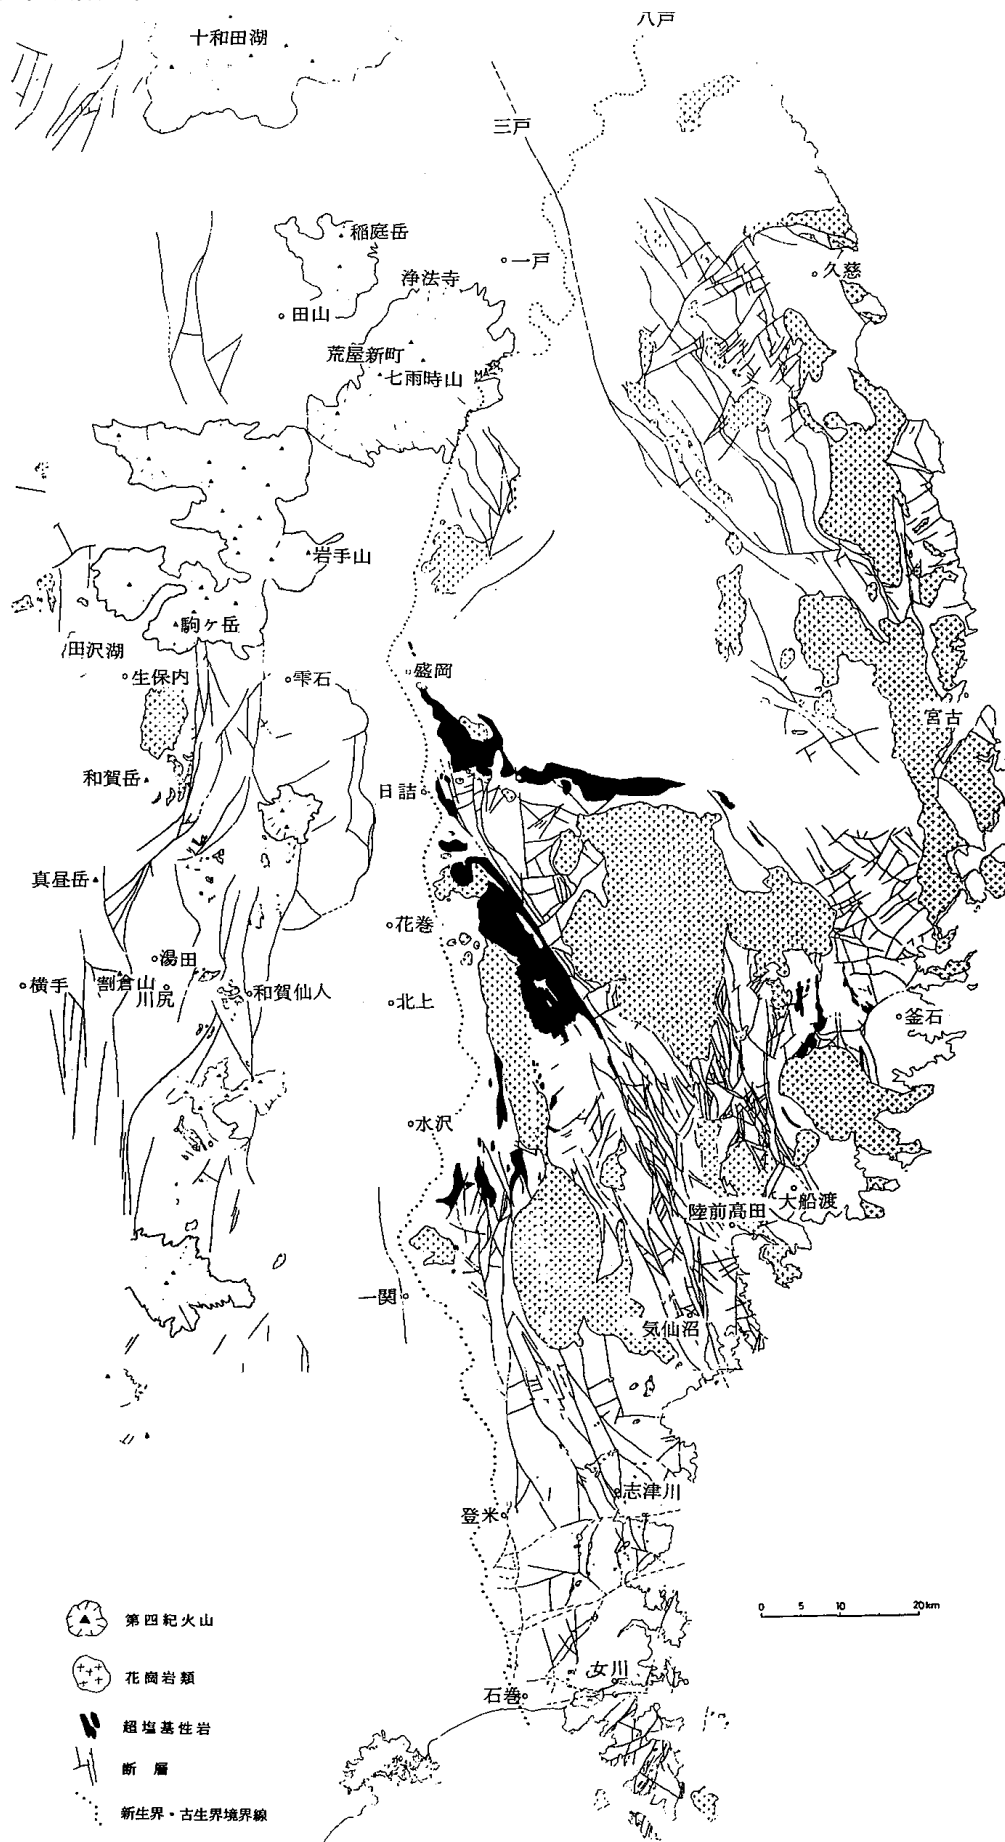 十和田湖
八戸
三戸
稲庭岳
一戸
浄法寺
久慈
田山
荒屋新町
七雨時山
岩手山
駒ヶ岳
田沢湖
生保内
雫石
盛岡
宮古
和賀岳
日詰
真昼岳
花巻
湯田
横手
割倉山
川尻
和賀仙人
北上
釜石
水沢
大船渡
陸前高田
一関
気仙沼
志津川
登米
女川
石巻
0 5 10 20km
第四紀火山
花崗岩類
超塩基性岩
断層
新生界・古生界境界線